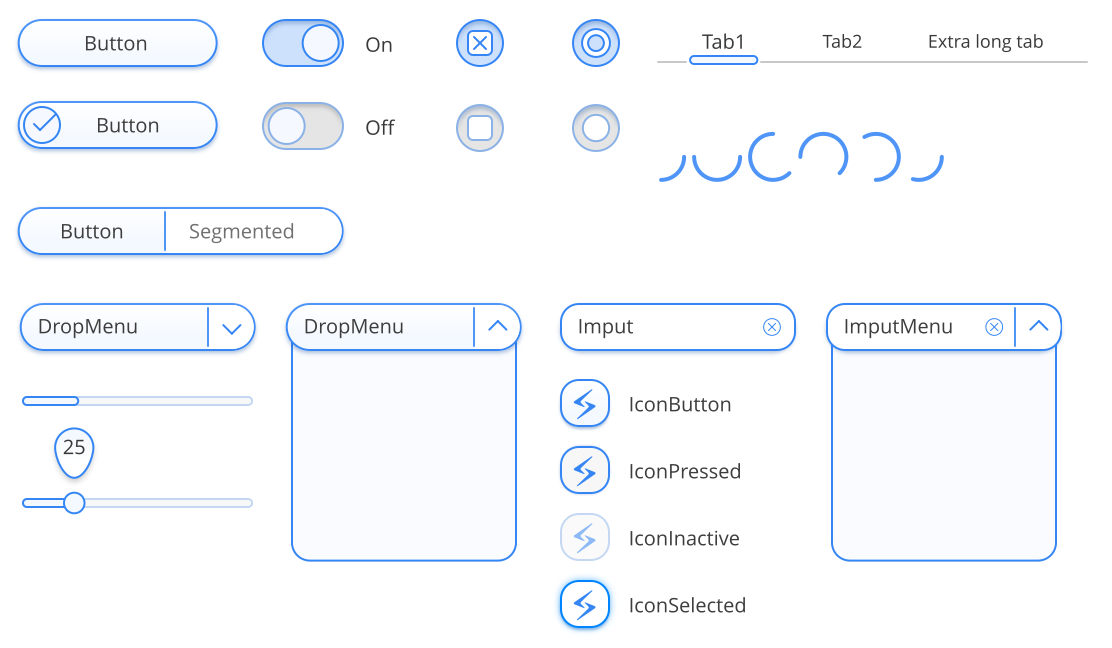 Button
On
Tab1
Tab2
Extra long tab
Button
Off
Button
Segmented
DropMenu
DropMenu
Imput
ImputMenu
IconButton
25
IconPressed
IconInactive
IconSelected